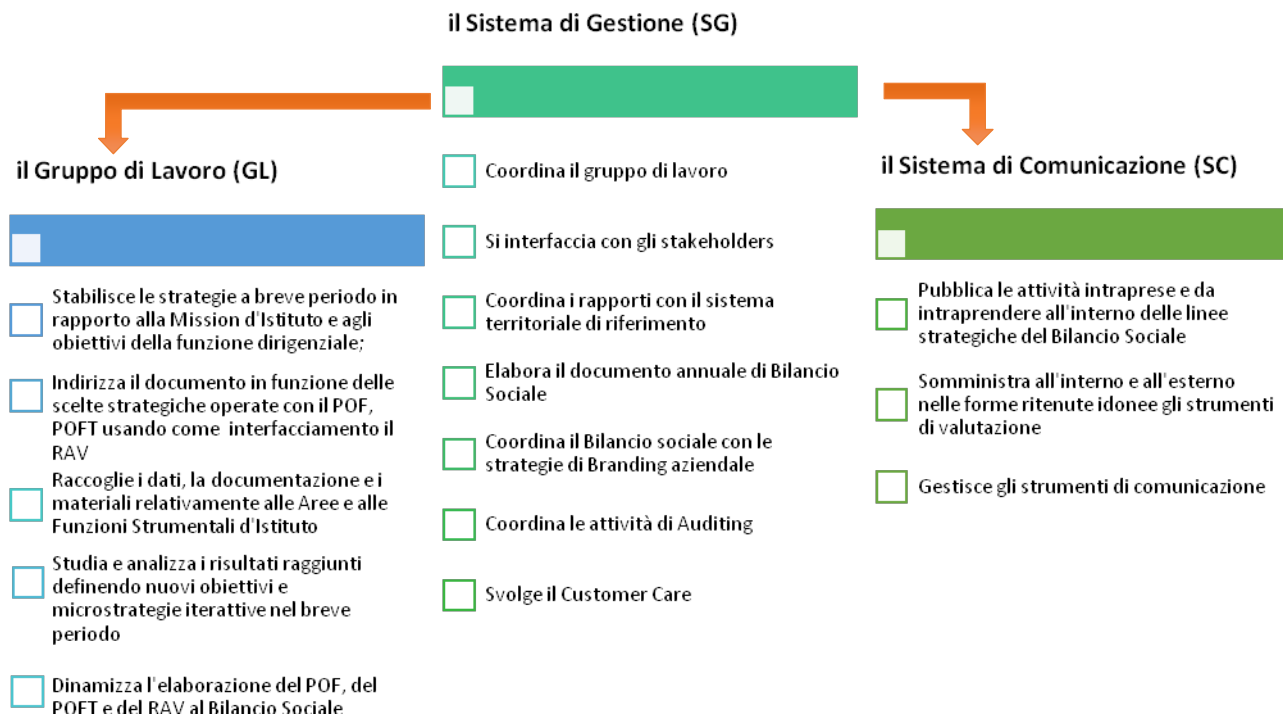 il Sistema di Gestione (SG)
Coordina il gruppo di lavoro
Si interfaccia con gli stakeholders
Coordina i rapporti con il sistema
territoriale di riferimento
Elabora il documento annuale di Bilancio
Sociale
Coordina il Bilancio sociale con le
strategie di Branding aziendale
Coordina le attività di Auditing
Svolge il Customer Care
il Gruppo di Lavoro (GL)
Stabilisce le strategie a breve periodo in
rapporto alla Mission d'Istituto e agli
obiettivi della funzione dirigenziale;
Indirizza il documento in funzione delle
scelte strategiche operate con il POF,
POFT usando come interfacciamento il
RAV
Raccoglie i dati, la documentazione e i
materiali relativamente alle Aree e alle
Funzioni Strumentali d'Istituto
Studia e analizza i risultati raggiunti
definendo nuovi obiettivi e
microstrategie iterattive nel breve
periodo
Dinamizza l'elaborazione del POF, del
POFT e del RAV al Bilancio Sociale
il Sistema di Comunicazione (SC)
Pubblica le attività intraprese e da
intraprendere all'interno delle linee
strategiche del Bilancio Sociale
Somministra all'interno e all'esterno
nelle forme ritenute idonee gli strumenti
di valutazione
Gestisce gli strumenti di comunicazione